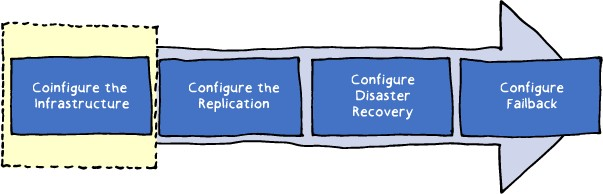 Coinfigure the
Infrastructure
Configure the
Replication
Configure
Disaster
Recovery
Configure
Failback